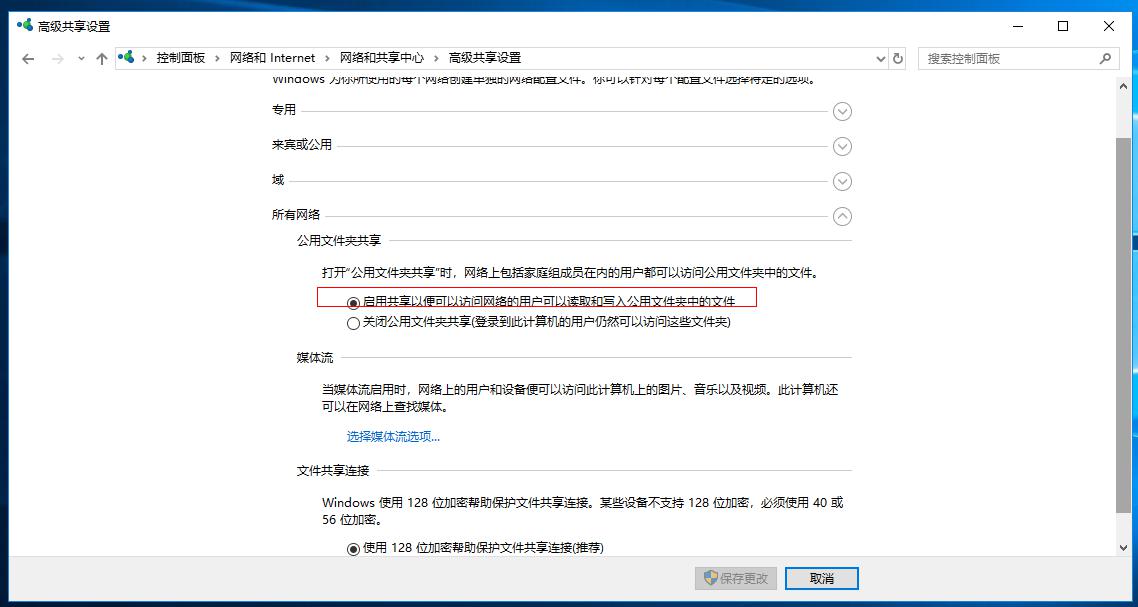 高级共享设置
控制面板 › 网络和 Internet › 网络和共享中心 › 高级共享设置
搜索控制面板
Windows 为你所使用的每个网络创建单独的网络配置文件。你可以针对每个配置文件选择特定的选项。
专用
来宾或公用
域
所有网络
公用文件夹共享
打开“公用文件夹共享”时，网络上包括家庭组成员在内的用户都可以访问公用文件夹中的文件。
启用共享以便可以访问网络的用户可以读取和写入公用文件夹中的文件
关闭公用文件夹共享(登录到此计算机的用户仍然可以访问这些文件夹)
媒体流
当媒体流启用时，网络上的用户和设备便可以访问此计算机上的图片、音乐以及视频。此计算机还
可以在网络上查找媒体。
选择媒体流选项...
文件共享连接
Windows 使用 128 位加密帮助保护文件共享连接。某些设备不支持 128 位加密，必须使用 40 或
56 位加密。
使用 128 位加密帮助保护文件共享连接(推荐)
保存更改
取消